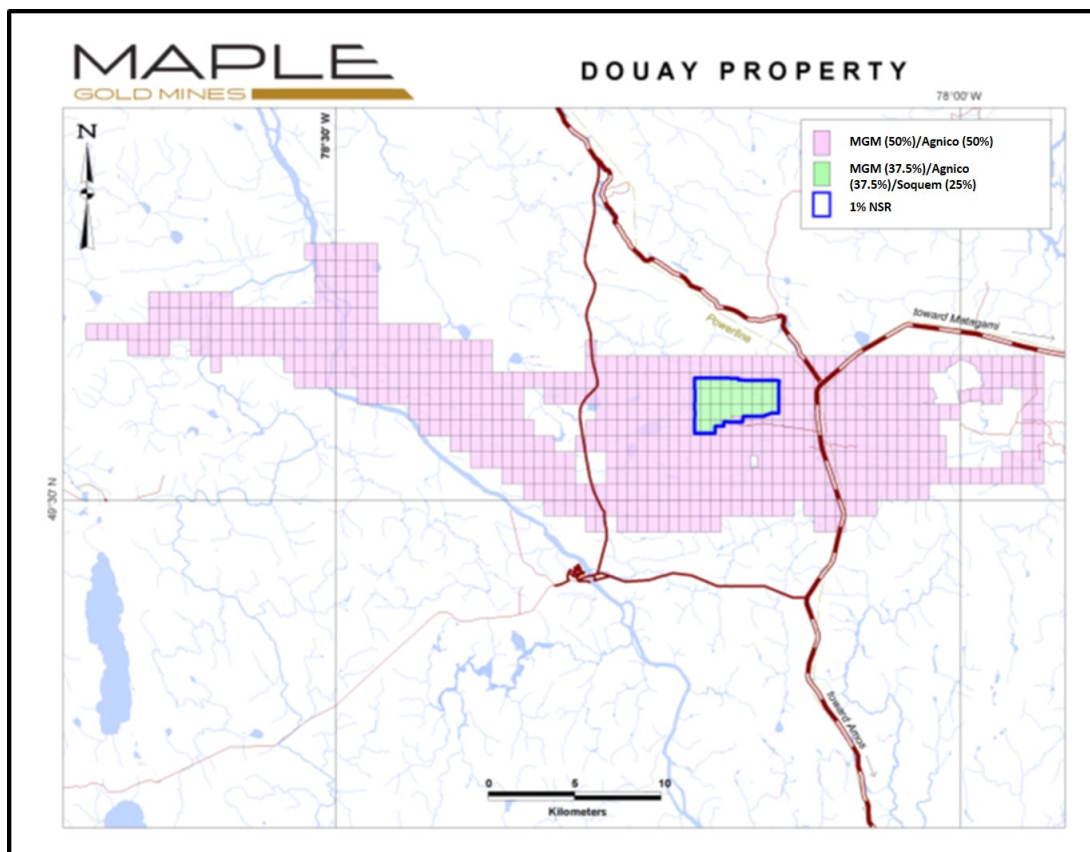 MAPLE
GOLD MINES
DOUAY PROPERTY
78°00' W
78°30' W
N
MGM (50%)/Agnico (50%)
MGM (37.5%)/Agnico
(37.5%)/Soquem (25%)
1% NSR
toward Matagami
Powerline
49°30' N
toward Amos
0 5 10
Kilometers